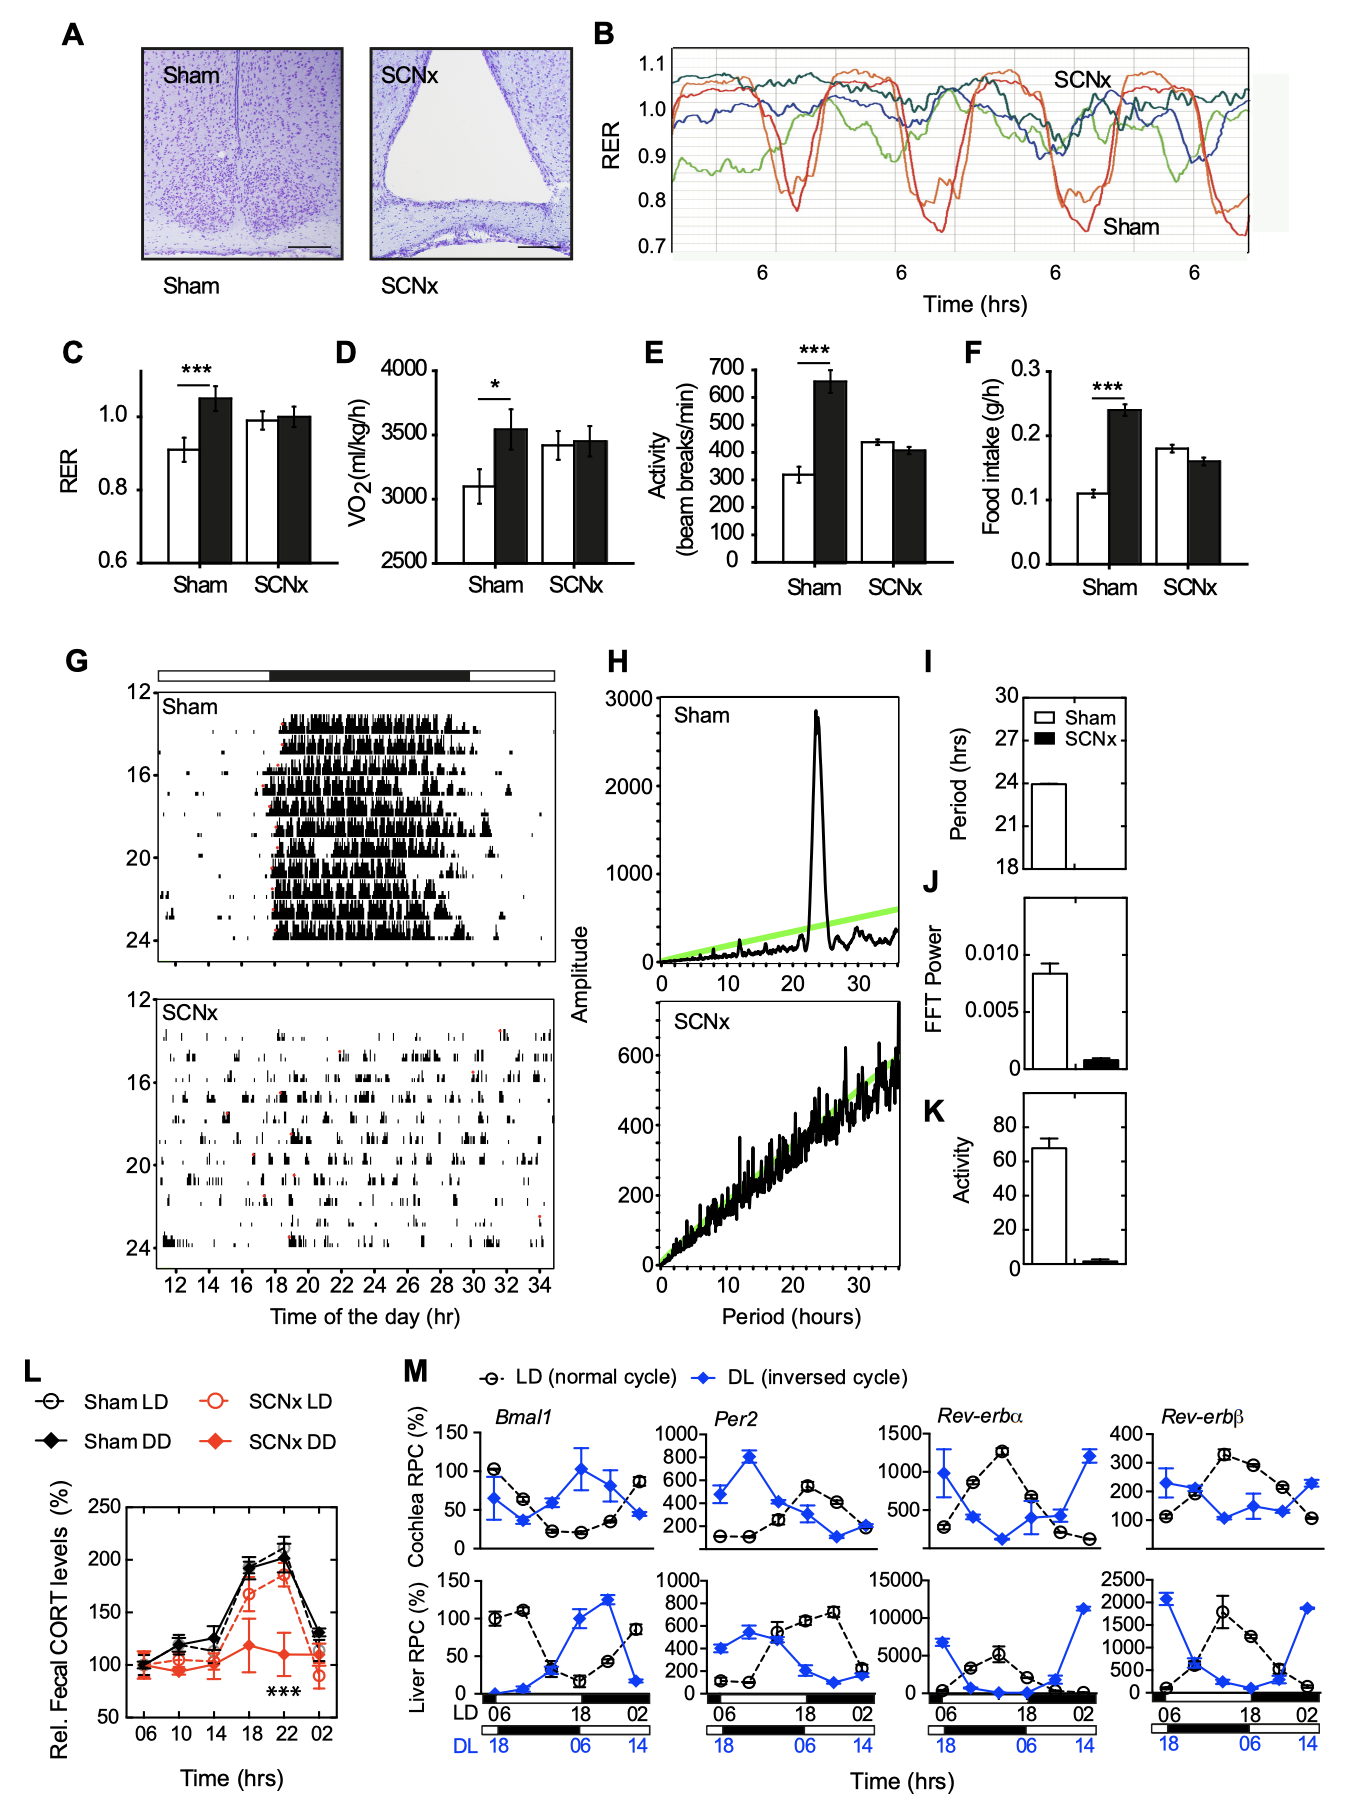 A
Sham
SCNx
Sham
SCNx
B
1.1
1.0
0.9
0.8
0.7
RER
SCNx
Sham
6 6 6 6
Time (hrs)
C
***
1.0
0.8
0.6
RER
Sham SCNx
D
*
4000
3500
3000
2500
VO2(ml/kg/h)
Sham SCNx
E
***
700
600
500
400
300
200
100
0
Activity
(beam breaks/min)
Sham SCNx
F
***
0.3
0.2
0.1
0.0
Food intake (g/h)
Sham SCNx
G
Sham
12
16
20
24
SCNx
12
16
20
24
12 14 16 18 20 22 24 26 28 30 32 34
Time of the day (hr)
H
Sham
3000
2000
1000
0
0 10 20 30
Amplitude
SCNx
600
400
200
0
0 10 20 30
Period (hours)
I
30
27
24
21
18
Period (hrs)
Sham
SCNx
J
0.010
0.005
0
FFT Power
K
80
60
40
20
0
Activity
L
Sham LD
SCNx LD
Sham DD
SCNx DD
250
200
150
100
50
Rel. Fecal CORT levels (%)
***
06 10 14 18 22 02
Time (hrs)
M
LD (normal cycle)
DL (inversed cycle)
Cochlea RPC (%)
Bmal1
150
100
50
0
Per2
1000
800
600
400
200
Rev-erbα
1500
1000
500
Rev-erbβ
400
300
200
100
Liver RPC (%)
150
100
50
0
1000
800
600
400
200
0
15000
10000
5000
0
2500
2000
1500
1000
500
0
LD 06 18 02 06 18 02 06 18 02 06 18 02
DL 18 06 14 18 06 14 18 06 14 18 06 14
Time (hrs)